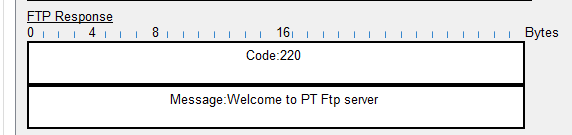 FTP Response
0 4 8 16 Bytes
Code:220
Message:Welcome to PT Ftp server